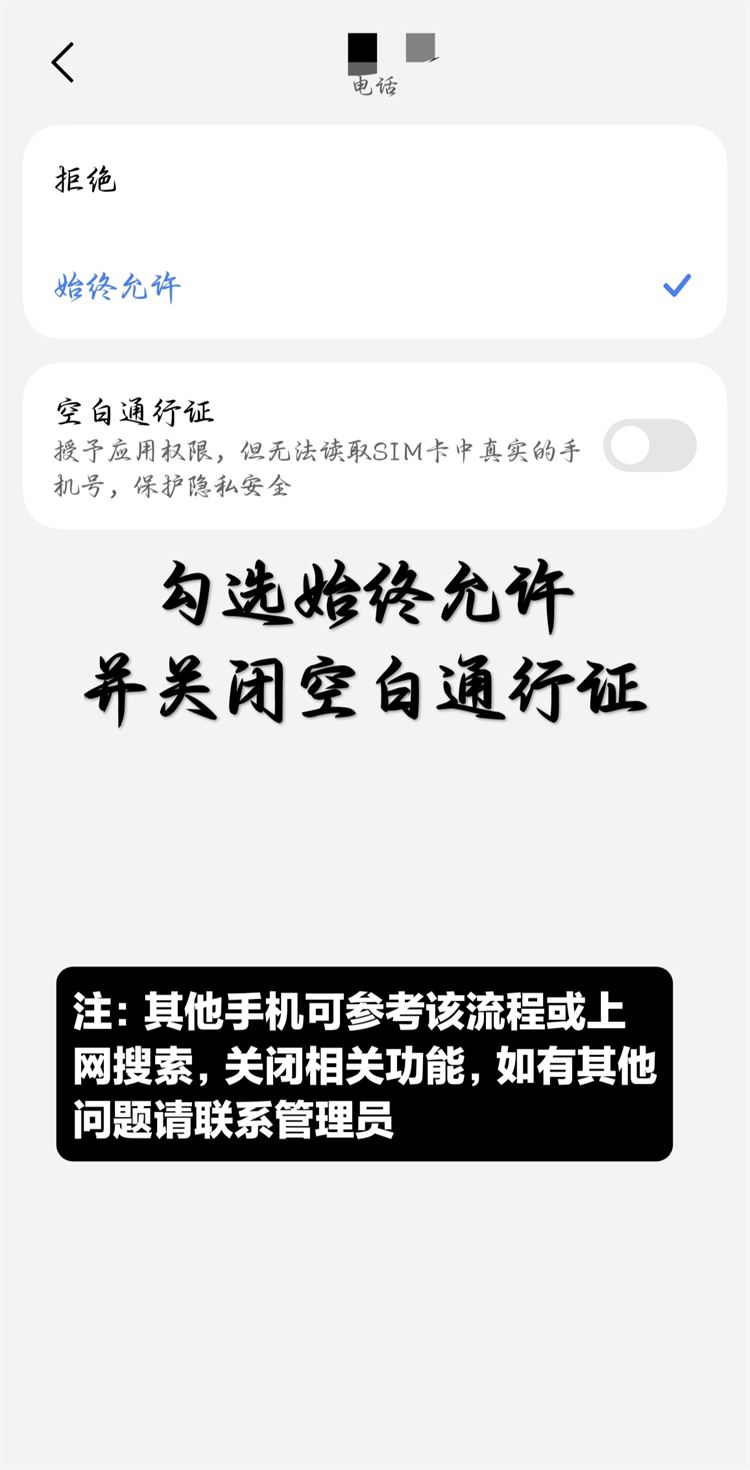 电话
拒绝
始终允许
空白通行证
授予应用权限，但无法读取SIM卡中真实的手
机号，保护隐私安全
勾选始终允许
并关闭空白通行证
注：其他手机可参考该流程或上
网搜索，关闭相关功能，如有其他
问题请联系管理员